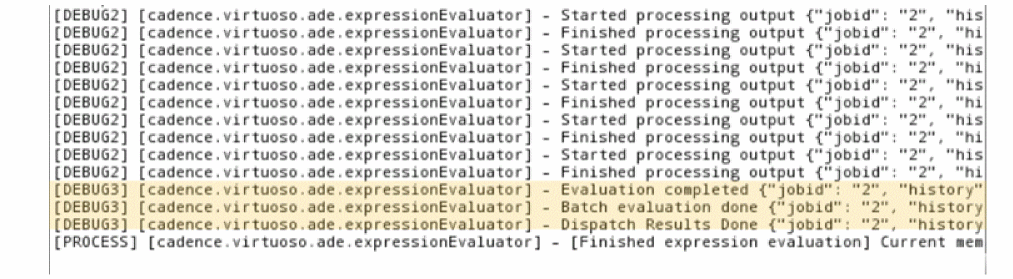 [DEBUG2] [cadence.virtuoso.ade.expressionEvaluator] - Started processing output {"jobid": "2", "his
[DEBUG2] [cadence.virtuoso.ade.expressionEvaluator] - Finished processing output {"jobid": "2", "hi
[DEBUG2] [cadence.virtuoso.ade.expressionEvaluator] - Started processing output {"jobid": "2", "his
[DEBUG2] [cadence.virtuoso.ade.expressionEvaluator] - Finished processing output {"jobid": "2", "hi
[DEBUG2] [cadence.virtuoso.ade.expressionEvaluator] - Started processing output {"jobid": "2", "his
[DEBUG2] [cadence.virtuoso.ade.expressionEvaluator] - Finished processing output {"jobid": "2", "hi
[DEBUG2] [cadence.virtuoso.ade.expressionEvaluator] - Started processing output {"jobid": "2", "his
[DEBUG2] [cadence.virtuoso.ade.expressionEvaluator] - Finished processing output {"jobid": "2", "hi
[DEBUG2] [cadence.virtuoso.ade.expressionEvaluator] - Started processing output {"jobid": "2", "his
[DEBUG2] [cadence.virtuoso.ade.expressionEvaluator] - Finished processing output {"jobid": "2", "hi
[DEBUG3] [cadence.virtuoso.ade.expressionEvaluator] - Evaluation completed {"jobid": "2", "history"
[DEBUG3] [cadence.virtuoso.ade.expressionEvaluator] - Batch evaluation done {"jobid": "2", "history
[DEBUG3] [cadence.virtuoso.ade.expressionEvaluator] - Dispatch Results Done {"jobid": "2", "history
[PROCESS] [cadence.virtuoso.ade.expressionEvaluator] - [Finished expression evaluation] Current mem